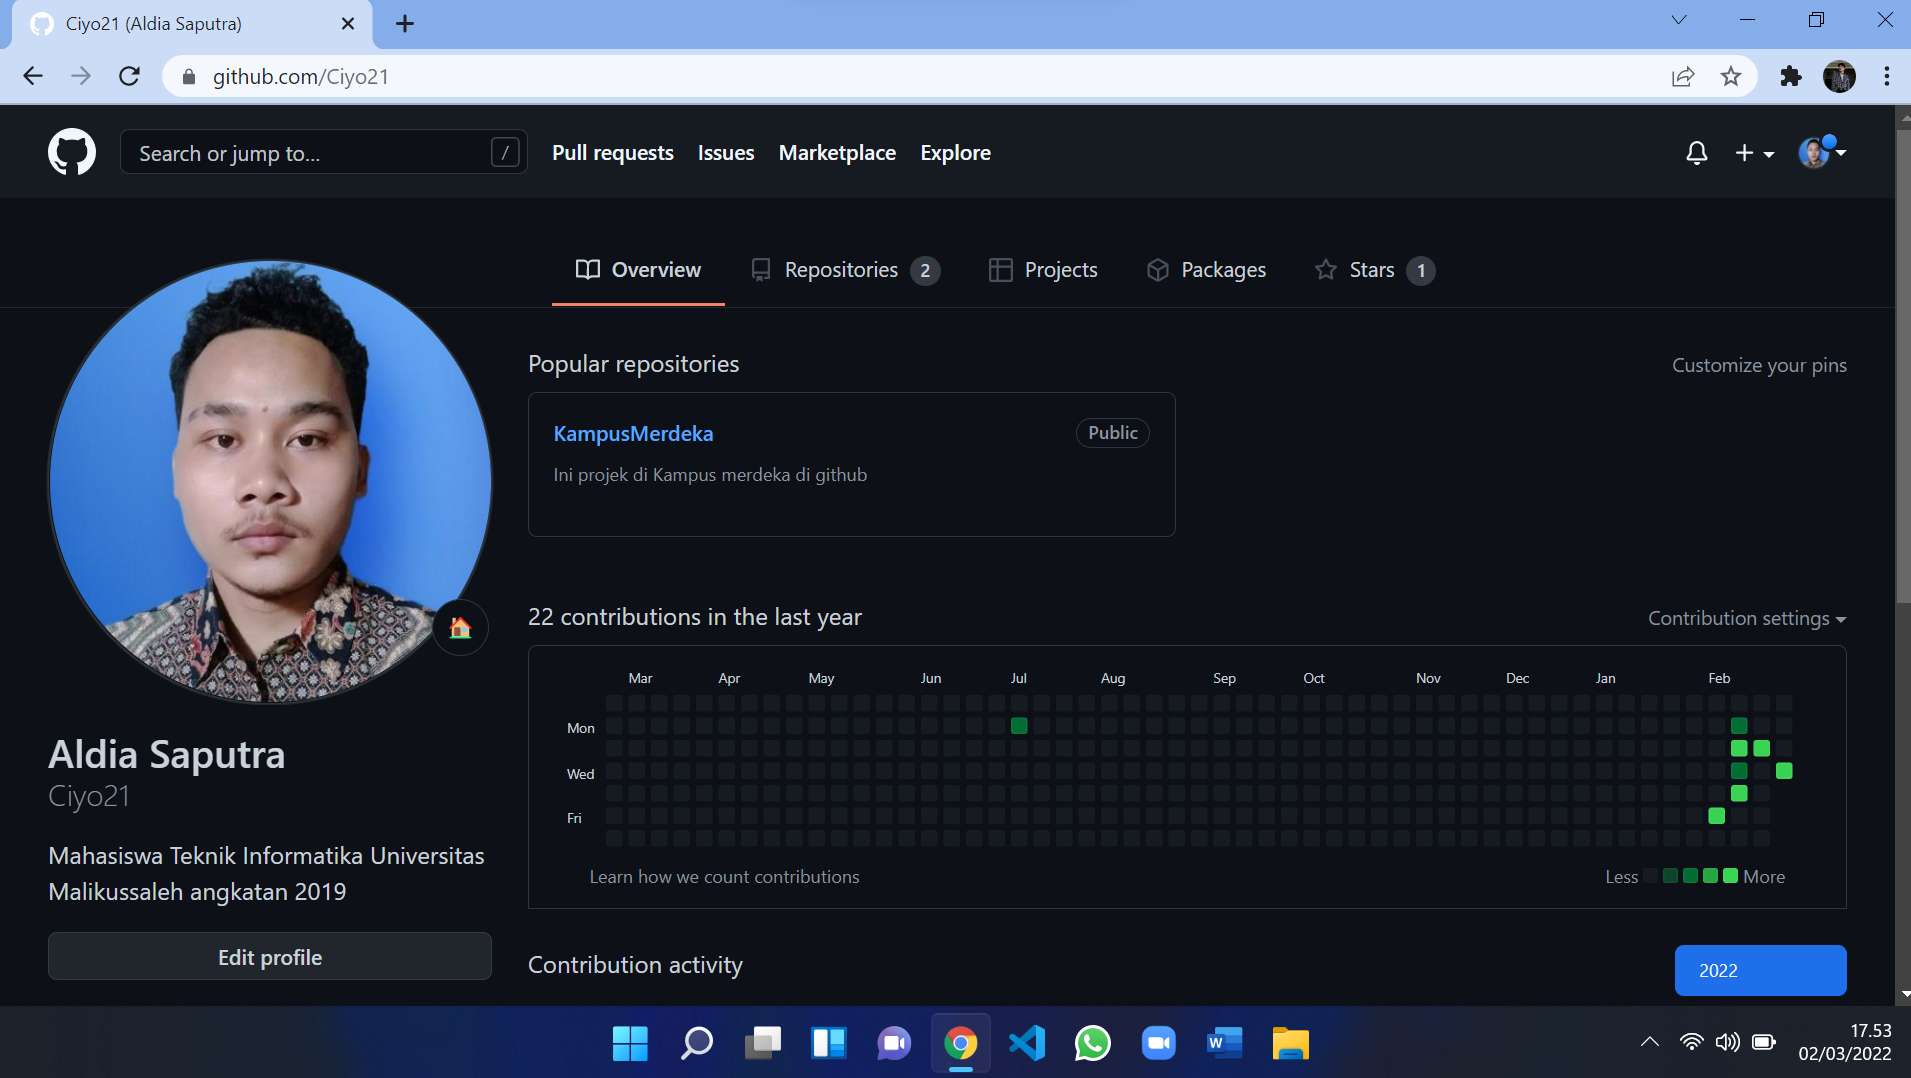 Ciyo21 (Aldia Saputra)
github.com/Ciyo21
Search or jump to... /
Pull requests Issues Marketplace Explore
Overview Repositories 2 Projects Packages Stars 1
Popular repositories Customize your pins
KampusMerdeka Public
Ini projek di Kampus merdeka di github
22 contributions in the last year Contribution settings
Mar Apr May Jun Jul Aug Sep Oct Nov Dec Jan Feb
Mon
Wed
Fri
Learn how we count contributions Less More
Aldia Saputra
Ciyo21
Mahasiswa Teknik Informatika Universitas
Malikussaleh angkatan 2019
Edit profile
Contribution activity
2022
W
17.53
02/03/2022